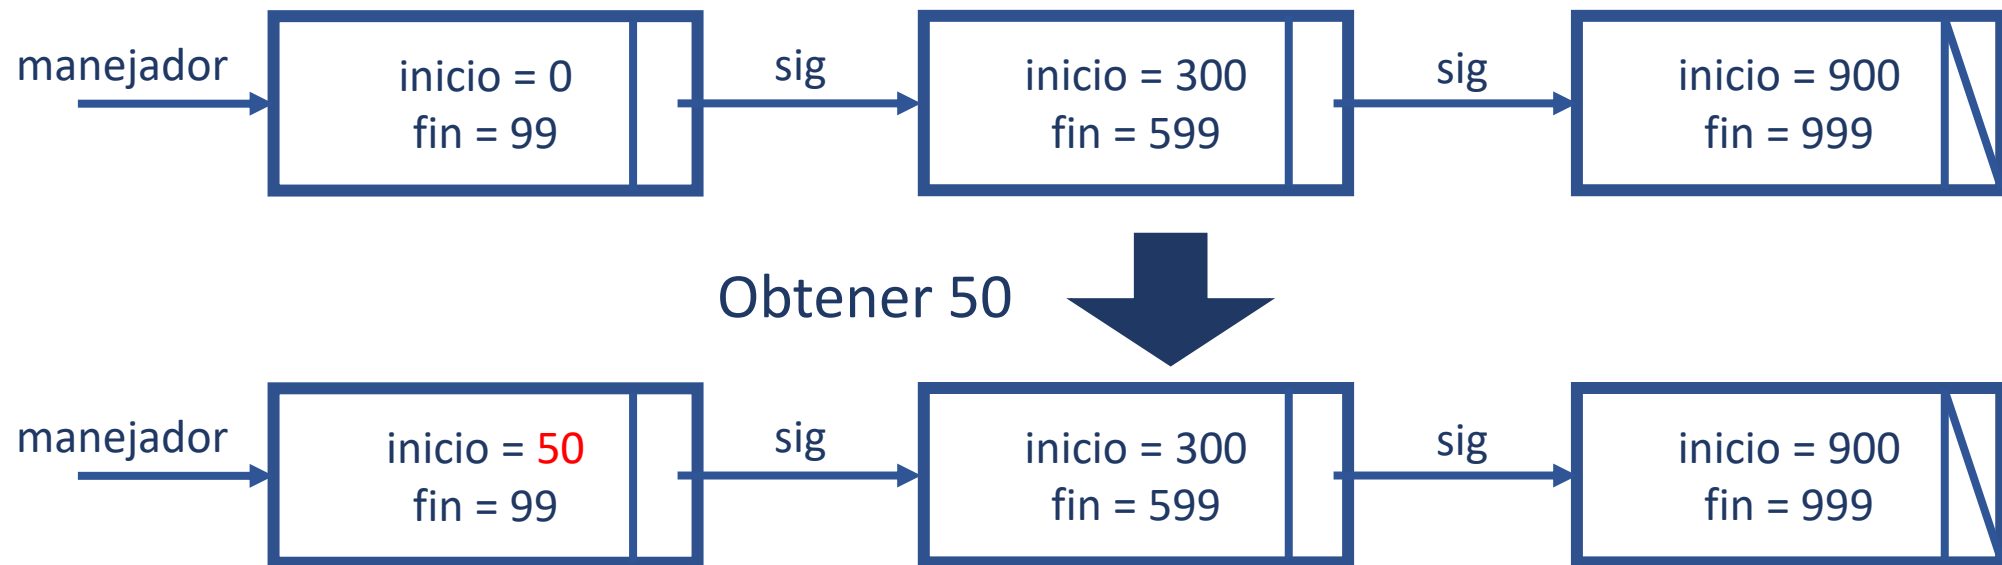 manejador
inicio = 0
fin = 99
sig
inicio = 300
fin = 599
sig
inicio = 900
fin = 999
Obtener 50
manejador
inicio = 50
fin = 99
sig
inicio = 300
fin = 599
sig
inicio = 900
fin = 999